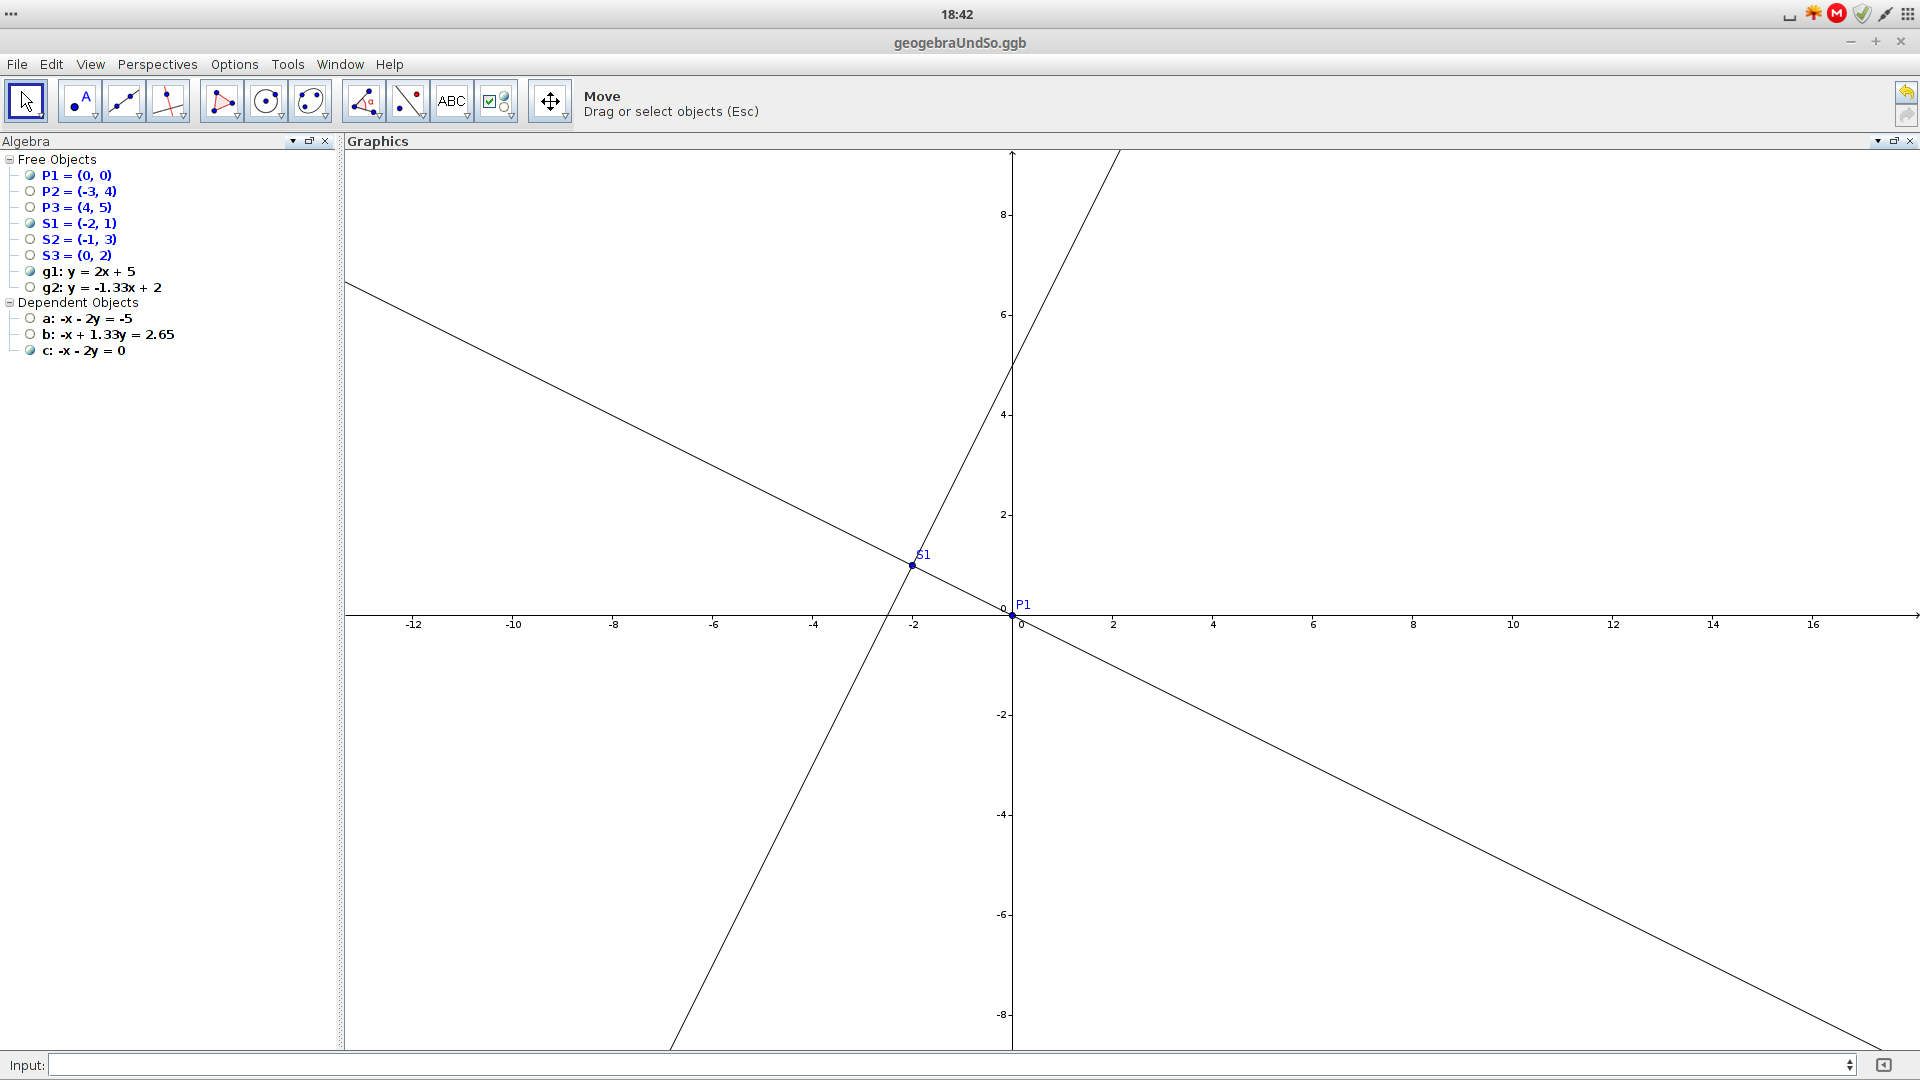 18:42
M
geogebraUndSo.ggb
File Edit View Perspectives Options Tools Window Help
A
α
ABC
Move
Drag or select objects (Esc)
Algebra
Graphics
Free Objects
P1 = (0, 0)
P2 = (-3, 4)
P3 = (4, 5)
S1 = (-2, 1)
S2 = (-1, 3)
S3 = (0, 2)
g1: y = 2x + 5
g2: y = -1.33x + 2
Dependent Objects
a: -x - 2y = -5
b: -x + 1.33y = 2.65
c: -x - 2y = 0
8
6
4
2
S1
0
P1
-12 -10 -8 -6 -4 -2 0 2 4 6 8 10 12 14 16
-2
-4
-6
-8
Input: